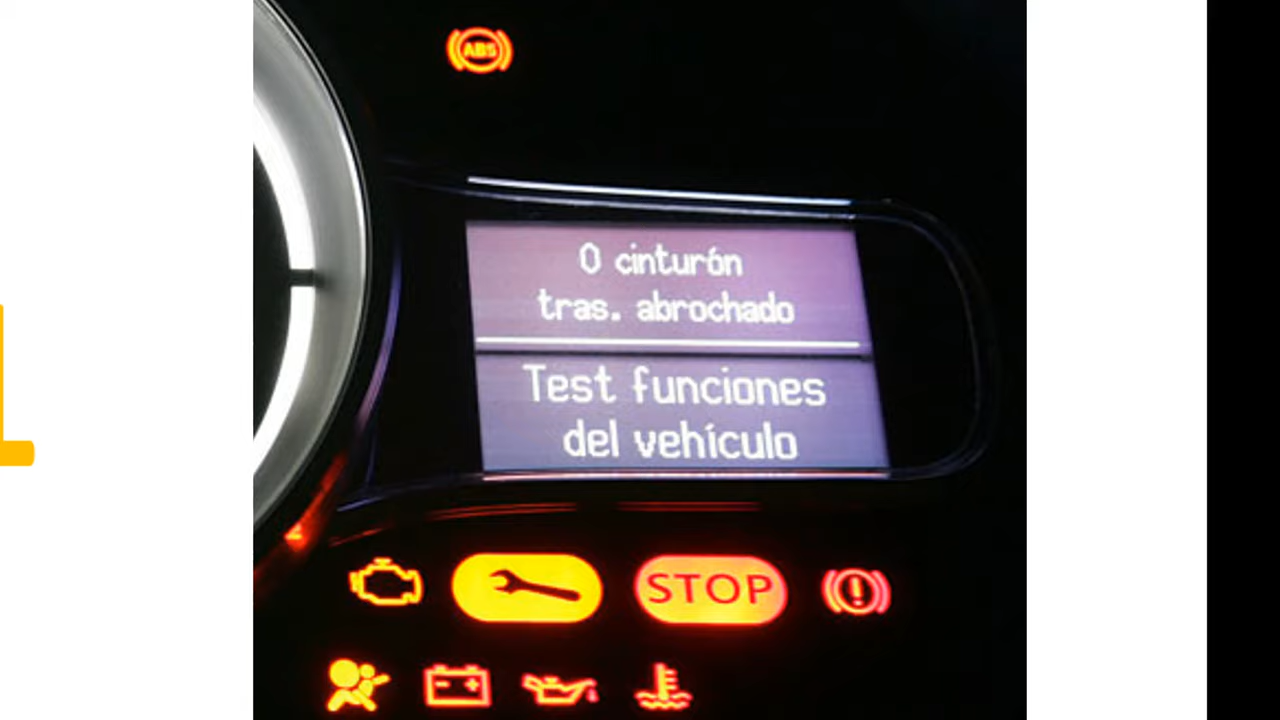 ABS
0 cinturón
tras. abrochado
Test funciones
del vehículo
STOP